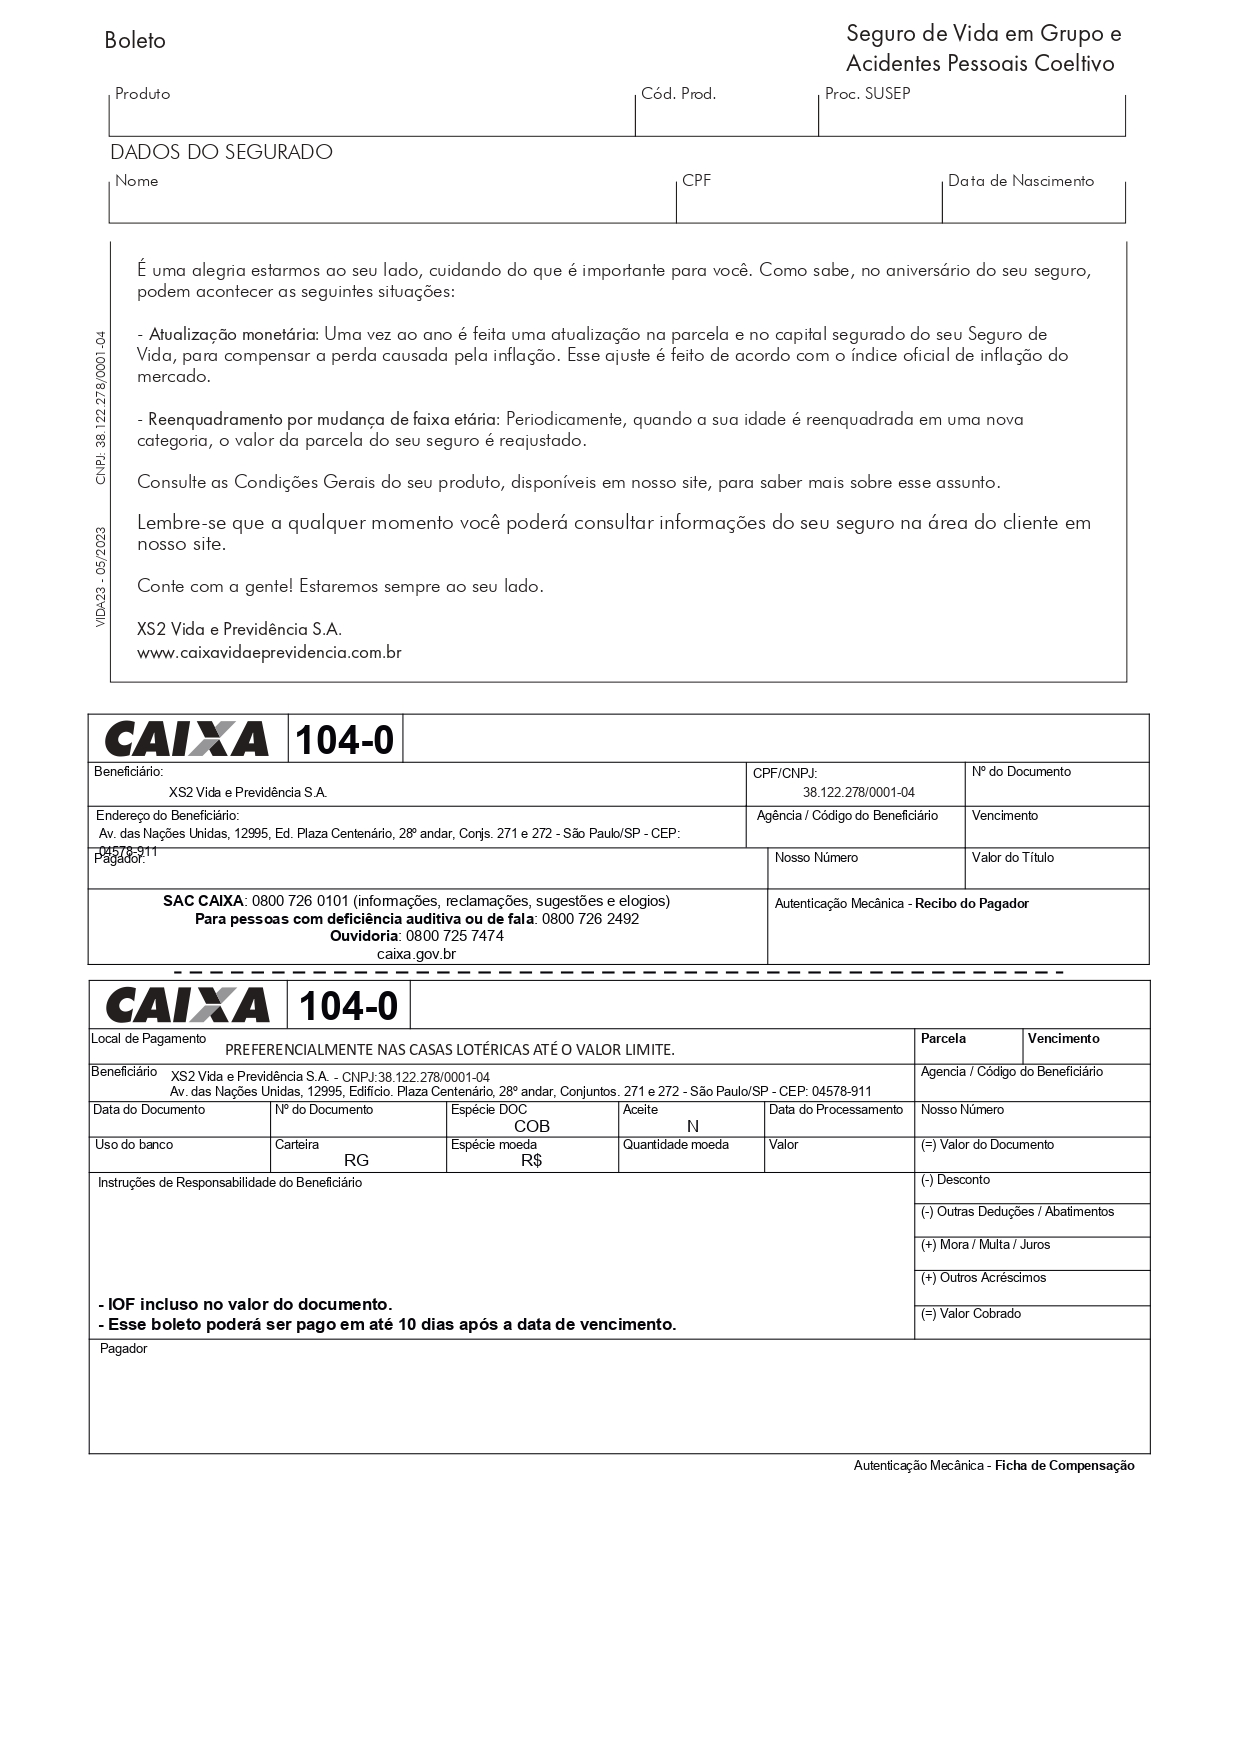 Boleto
Seguro de Vida em Grupo e
Acidentes Pessoais Coeltivo
Produto
Cód. Prod.
Proc. SUSEP
DADOS DO SEGURADO
Nome
CPF
Data de Nascimento
É uma alegria estarmos ao seu lado, cuidando do que é importante para você. Como sabe, no aniversário do seu seguro,
podem acontecer as seguintes situações:
- Atualização monetária: Uma vez ao ano é feita uma atualização na parcela e no capital segurado do seu Seguro de
Vida, para compensar a perda causada pela inflação. Esse ajuste é feito de acordo com o índice oficial de inflação do
mercado.
- Reenquadramento por mudança de faixa etária: Periodicamente, quando a sua idade é reenquadrada em uma nova
categoria, o valor da parcela do seu seguro é reajustado.
Consulte as Condições Gerais do seu produto, disponíveis em nosso site, para saber mais sobre esse assunto.
Lembre-se que a qualquer momento você poderá consultar informações do seu seguro na área do cliente em
nosso site.
Conte com a gente! Estaremos sempre ao seu lado.
XS2 Vida e Previdência S.A.
www.caixavidaeprevidencia.com.br
VIDA23 - 05/2023 CNPJ: 38.122.278/0001-04
CAIXA 104-0
Beneficiário:
XS2 Vida e Previdência S.A.
CPF/CNPJ:
38.122.278/0001-04
Nº do Documento
Endereço do Beneficiário:
Av. das Nações Unidas, 12995, Ed. Plaza Centenário, 28º andar, Conjs. 271 e 272 - São Paulo/SP - CEP:
04578-911
Agência / Código do Beneficiário
Vencimento
Pagador:
Nosso Número
Valor do Título
SAC CAIXA: 0800 726 0101 (informações, reclamações, sugestões e elogios)
Para pessoas com deficiência auditiva ou de fala: 0800 726 2492
Ouvidoria: 0800 725 7474
caixa.gov.br
Autenticação Mecânica - Recibo do Pagador
CAIXA 104-0
Local de Pagamento
PREFERENCIALMENTE NAS CASAS LOTÉRICAS ATÉ O VALOR LIMITE.
Parcela
Vencimento
Beneficiário
XS2 Vida e Previdência S.A. - CNPJ:38.122.278/0001-04
Av. das Nações Unidas, 12995, Edifício. Plaza Centenário, 28º andar, Conjuntos. 271 e 272 - São Paulo/SP - CEP: 04578-911
Agencia / Código do Beneficiário
Data do Documento
Nº do Documento
Espécie DOC
COB
Aceite
N
Data do Processamento
Nosso Número
Uso do banco
Carteira
RG
Espécie moeda
R$
Quantidade moeda
Valor
(=) Valor do Documento
Instruções de Responsabilidade do Beneficiário
- IOF incluso no valor do documento.
- Esse boleto poderá ser pago em até 10 dias após a data de vencimento.
(-) Desconto
(-) Outras Deduções / Abatimentos
(+) Mora / Multa / Juros
(+) Outros Acréscimos
(=) Valor Cobrado
Pagador
Autenticação Mecânica - Ficha de Compensação